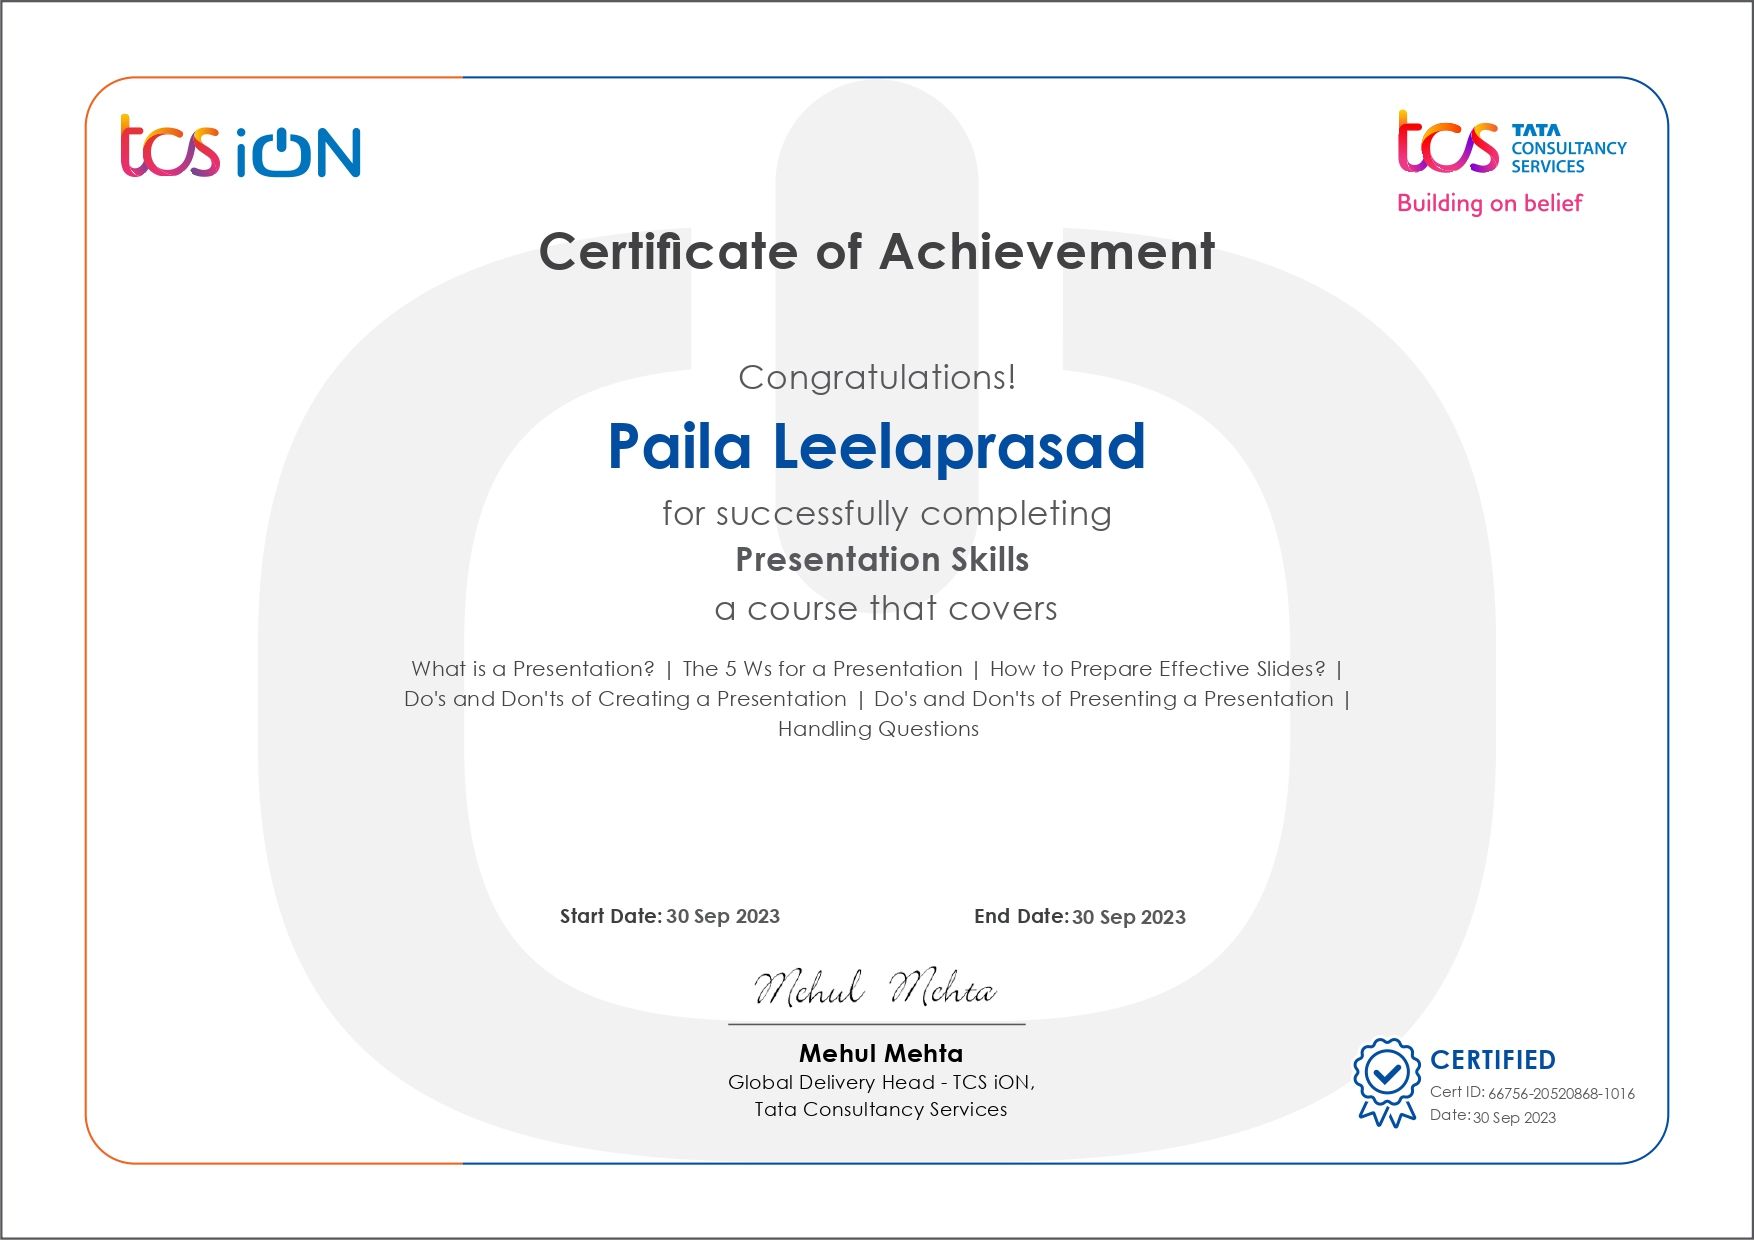 tcs iON
tcs TATA
CONSULTANCY
SERVICES
Building on belief
Certificate of Achievement
Congratulations!
Paila Leelaprasad
for successfully completing
Presentation Skills
a course that covers
What is a Presentation? | The 5 Ws for a Presentation | How to Prepare Effective Slides? |
Do's and Don'ts of Creating a Presentation | Do's and Don'ts of Presenting a Presentation |
Handling Questions
Start Date: 30 Sep 2023 End Date: 30 Sep 2023
Mehul Mehta
Mehul Mehta
Global Delivery Head - TCS iON,
Tata Consultancy Services
CERTIFIED
Cert ID: 66756-20520868-1016
Date: 30 Sep 2023